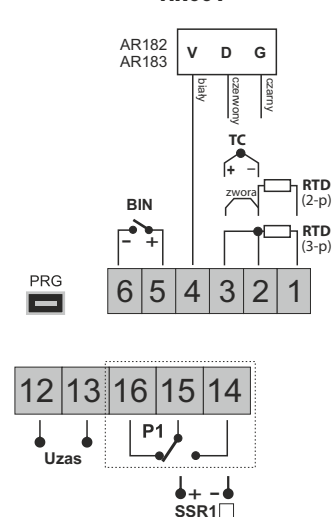 AR182
AR183
V D G
biały
czerwony
czarny
TC
+ −
zwora
RTD
(2-p)
BIN
− +
RTD
(3-p)
PRG
6 5 4 3 2 1
12 13 16 15 14
P1
Uzas
+ −
SSR1